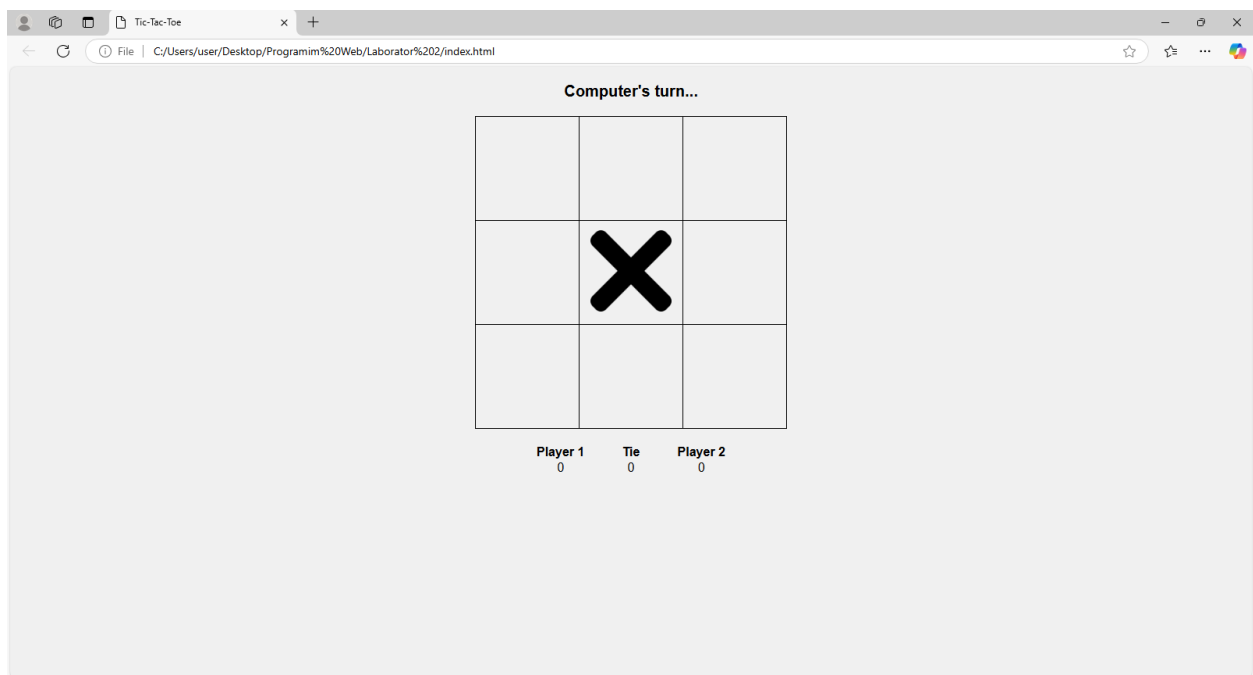 Tic-Tac-Toe
File C:/Users/user/Desktop/Programim%20Web/Laborator%202/index.html
Computer's turn...
Player 1 Tie Player 2
0 0 0